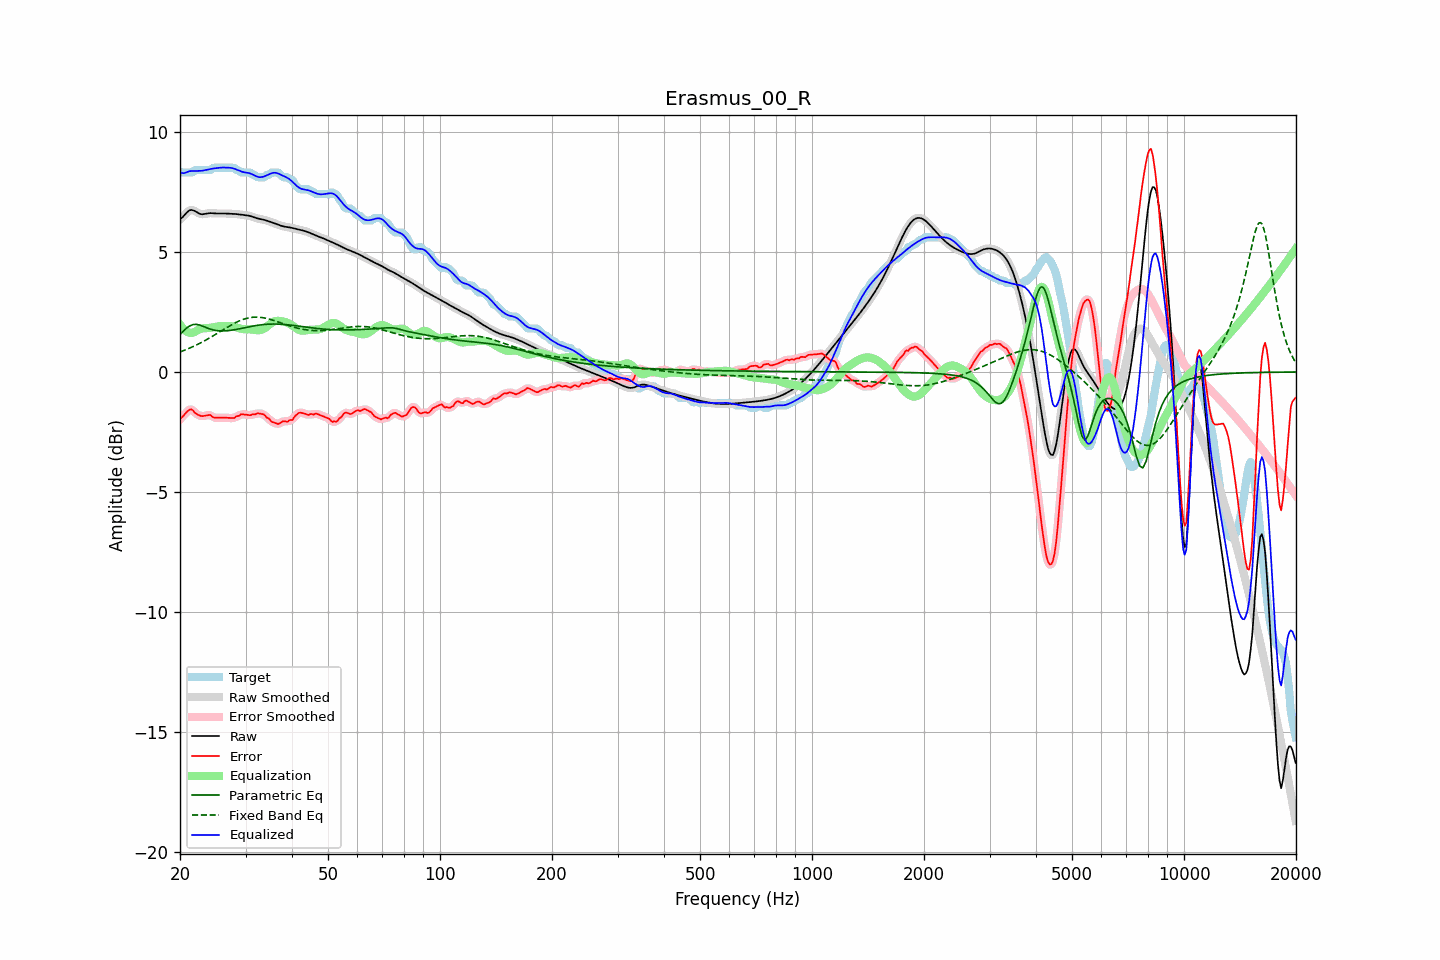 Erasmus_00_R
Amplitude (dBr)
10
5
0
−5
−10
−15
−20
Target
Raw Smoothed
Error Smoothed
Raw
Error
Equalization
Parametric Eq
Fixed Band Eq
Equalized
20 50 100 200 500 1000 2000 5000 10000 20000
Frequency (Hz)